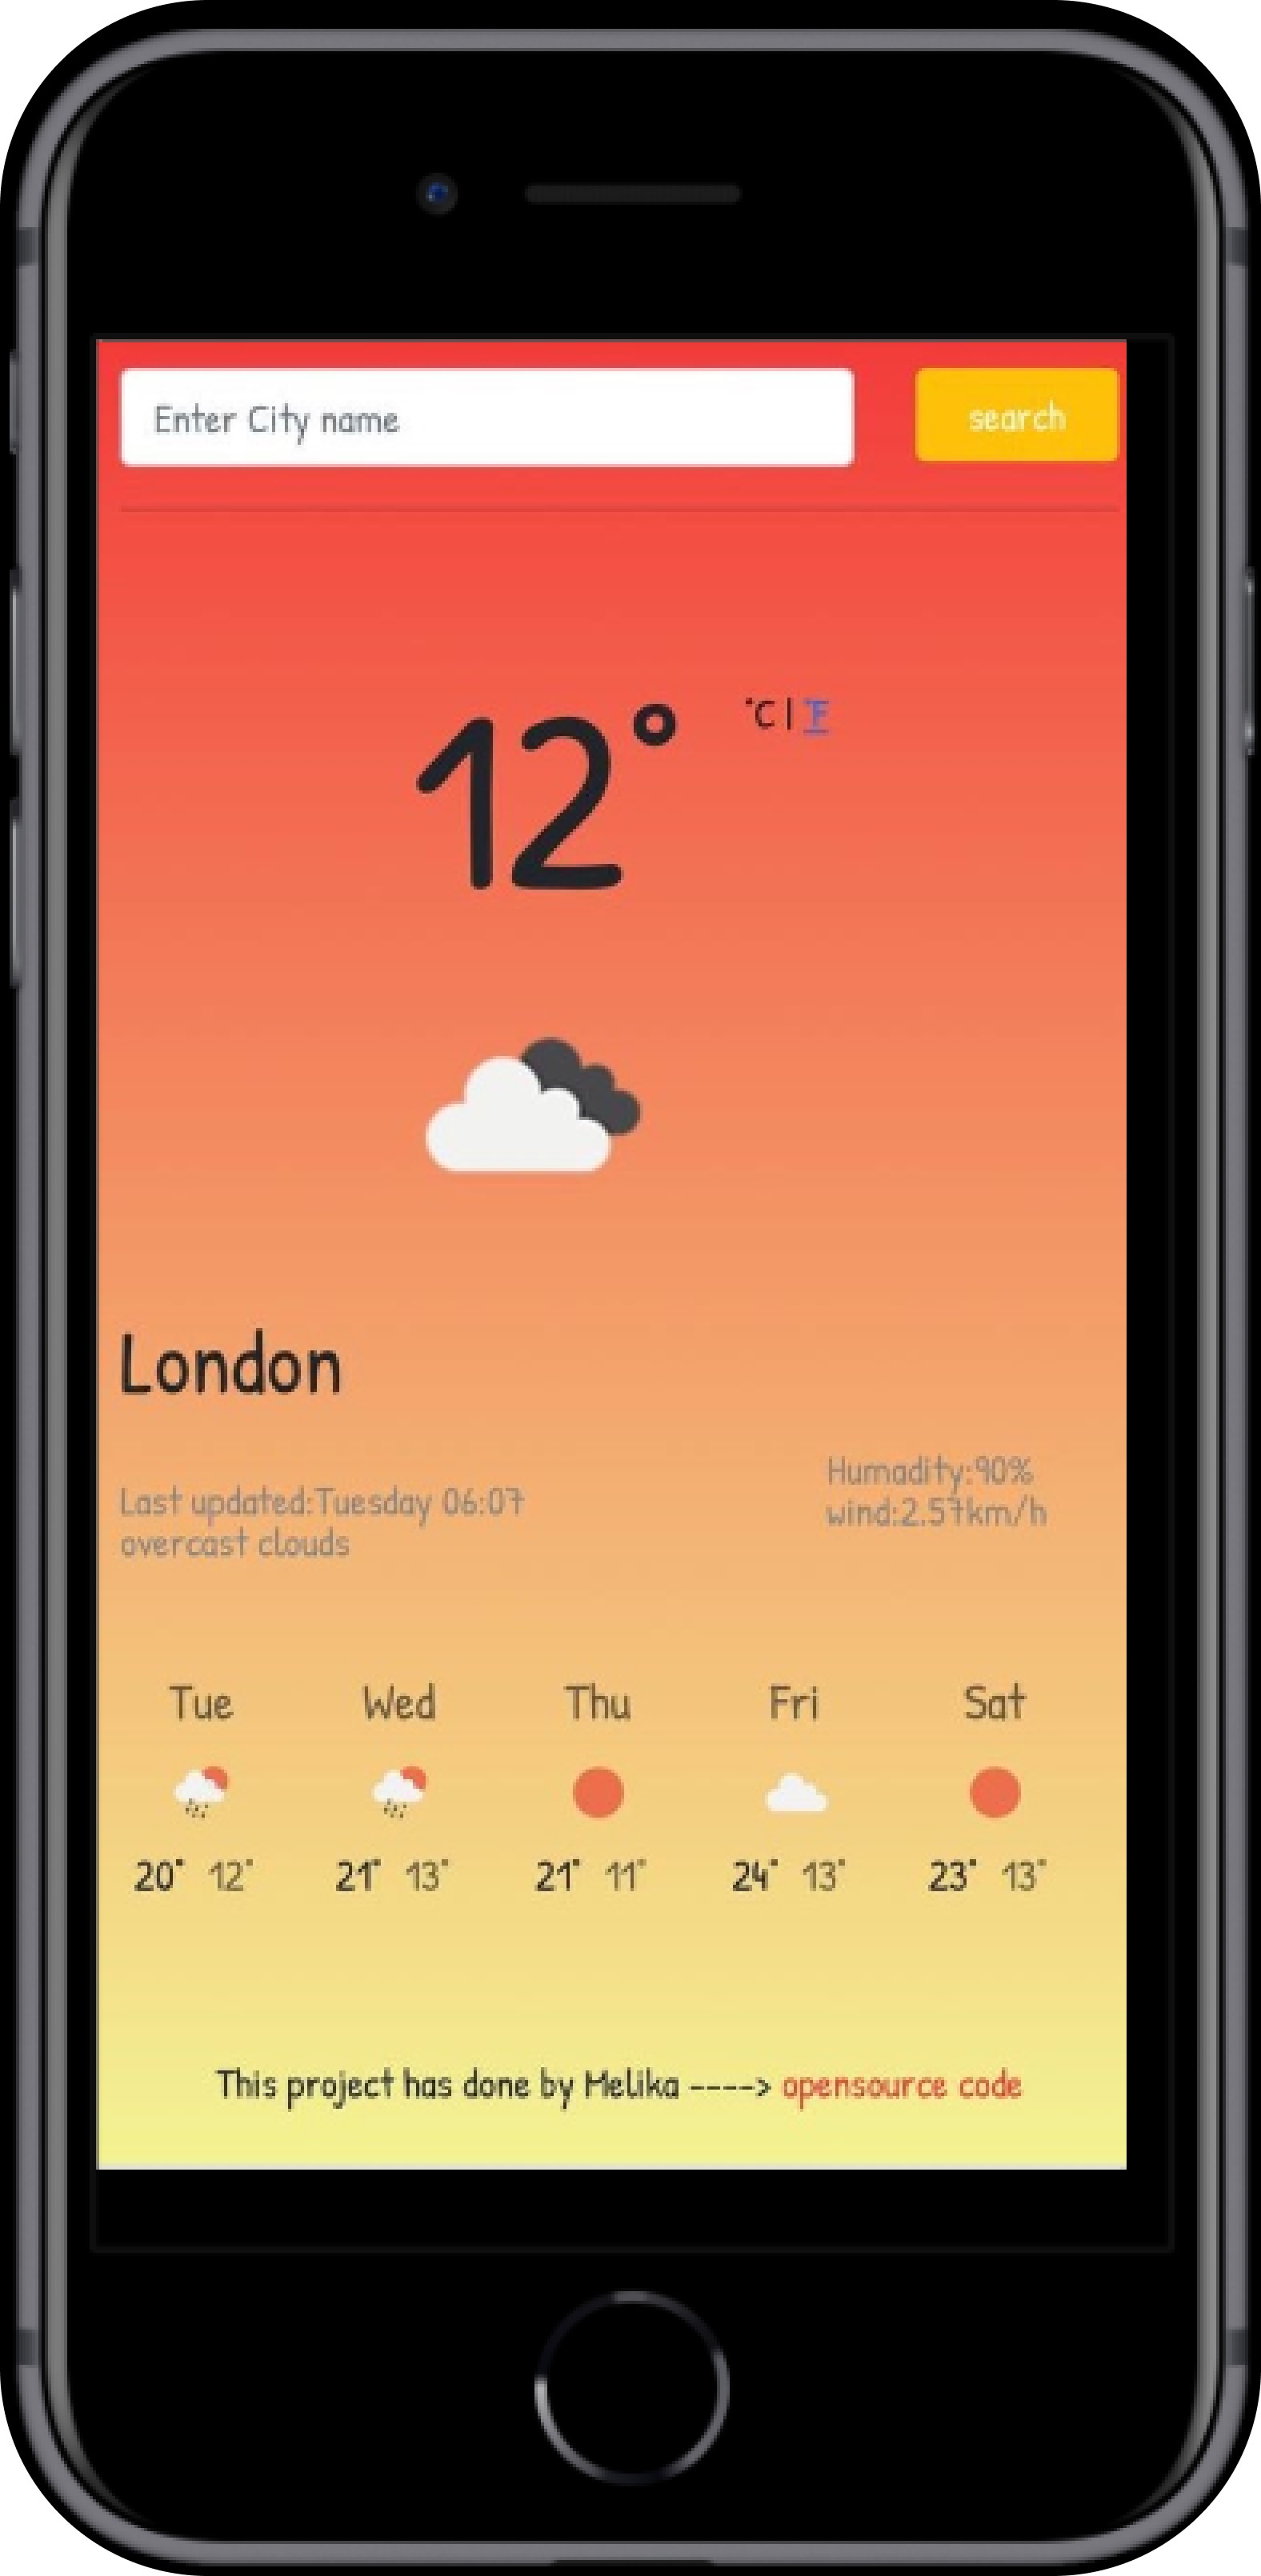 Enter City name
search
12°
°C | °F
London
Humadity:90%
wind:2.57km/h
Last updated:Tuesday 06:07
overcast clouds
Tue Wed Thu Fri Sat
20° 12° 21° 13° 21° 11° 24° 13° 23° 13°
This project has done by Melika ----> opensource code